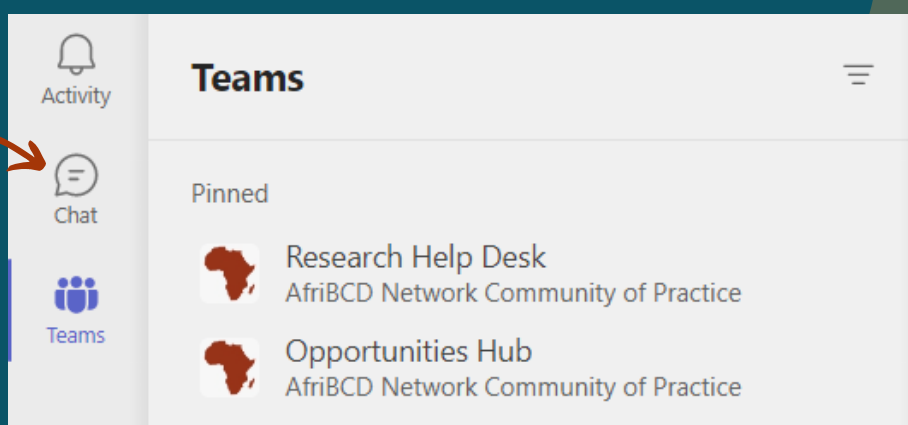 Activity
Chat
Teams
Teams
Pinned
Research Help Desk
AfriBCD Network Community of Practice
Opportunities Hub
AfriBCD Network Community of Practice